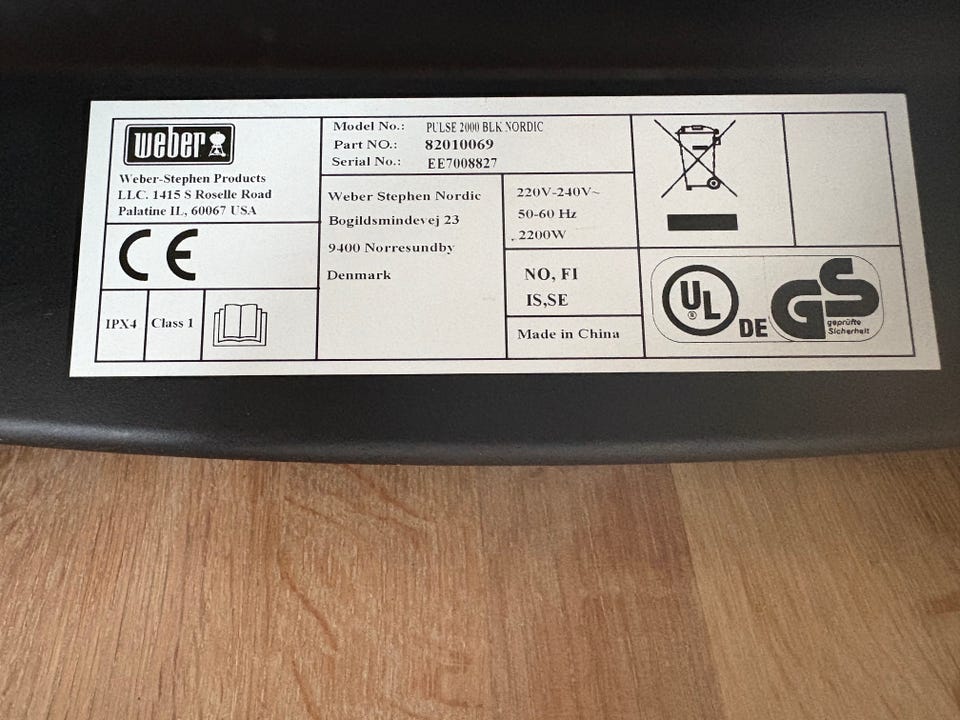 weber
Weber-Stephen Products
LLC. 1415 S Roselle Road
Palatine IL, 60067 USA
CE
IPX4
Class 1
Model No.: PULSE 2000 BLK NORDIC
Part NO.: 82010069
Serial No.: EE7008827
Weber Stephen Nordic
Bogildsmindevej 23
9400 Norresundby
Denmark
220V-240V~
50-60 Hz
2200W
NO, FI
IS,SE
Made in China
UL
®
DE
GS
geprüfte
Sicherheit